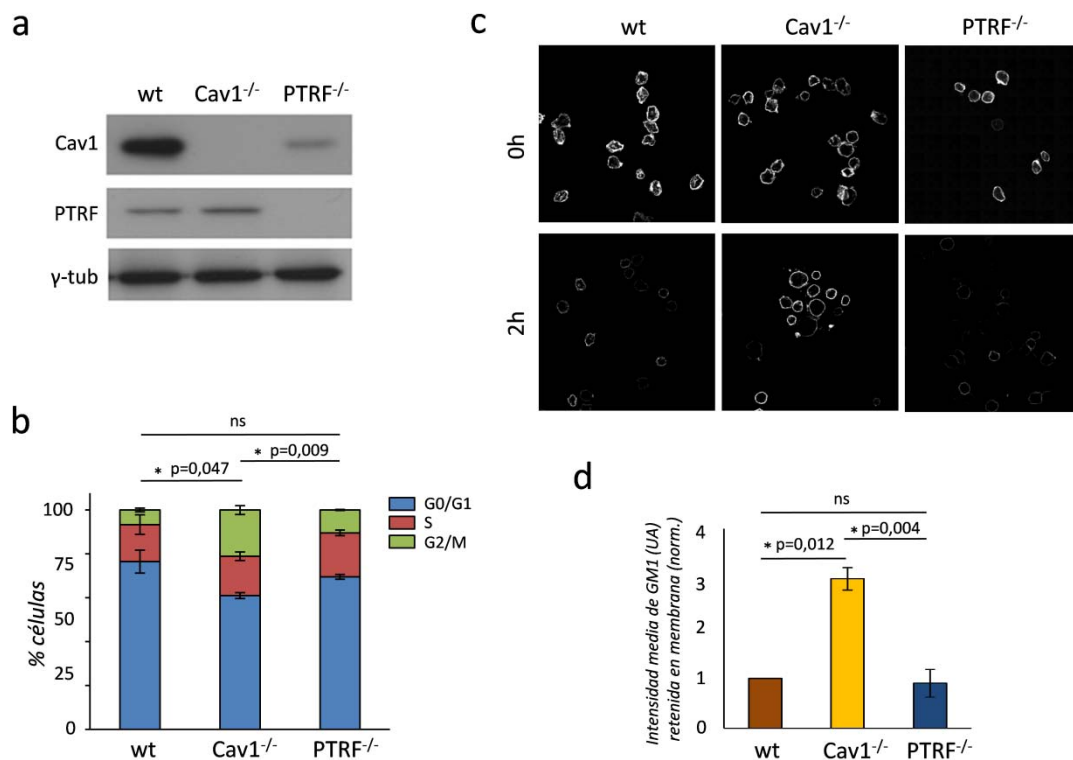 a
wt Cav1-/- PTRF-/-
Cav1
PTRF
γ-tub
b
ns
* p=0,047
* p=0,009
G0/G1
S
G2/M
% células
100
75
50
25
0
wt Cav1-/- PTRF-/-
c
wt Cav1-/- PTRF-/-
0h
2h
d
Intensidad media de GM1 (UA)
retenida en membrana (norm.)
ns
* p=0,012
* p=0,004
4
3
2
1
0
wt Cav1-/- PTRF-/-